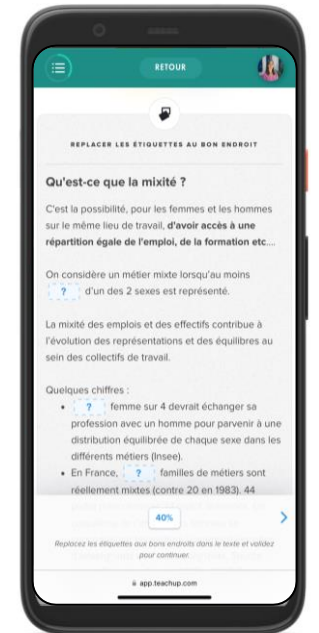 RETOUR
REPLACER LES ÉTIQUETTES AU BON ENDROIT
Qu'est-ce que la mixité ?
C'est la possibilité, pour les femmes et les hommes
sur le même lieu de travail, d'avoir accès à une
répartition égale de l'emploi, de la formation etc....
On considère un métier mixte lorsqu'au moins
? d'un des 2 sexes est représenté.
La mixité des emplois et des effectifs contribue à
l'évolution des représentations et des équilibres au
sein des collectifs de travail.
Quelques chiffres :
• ? femme sur 4 devrait échanger sa
profession avec un homme pour parvenir à une
distribution équilibrée de chaque sexe dans les
différents métiers (Insee).
• En France, ? familles de métiers sont
réellement mixtes (contre 20 en 1983). 44
40%
Replacez les étiquettes aux bons endroits dans le texte et validez
pour continuer.
app.teachup.com